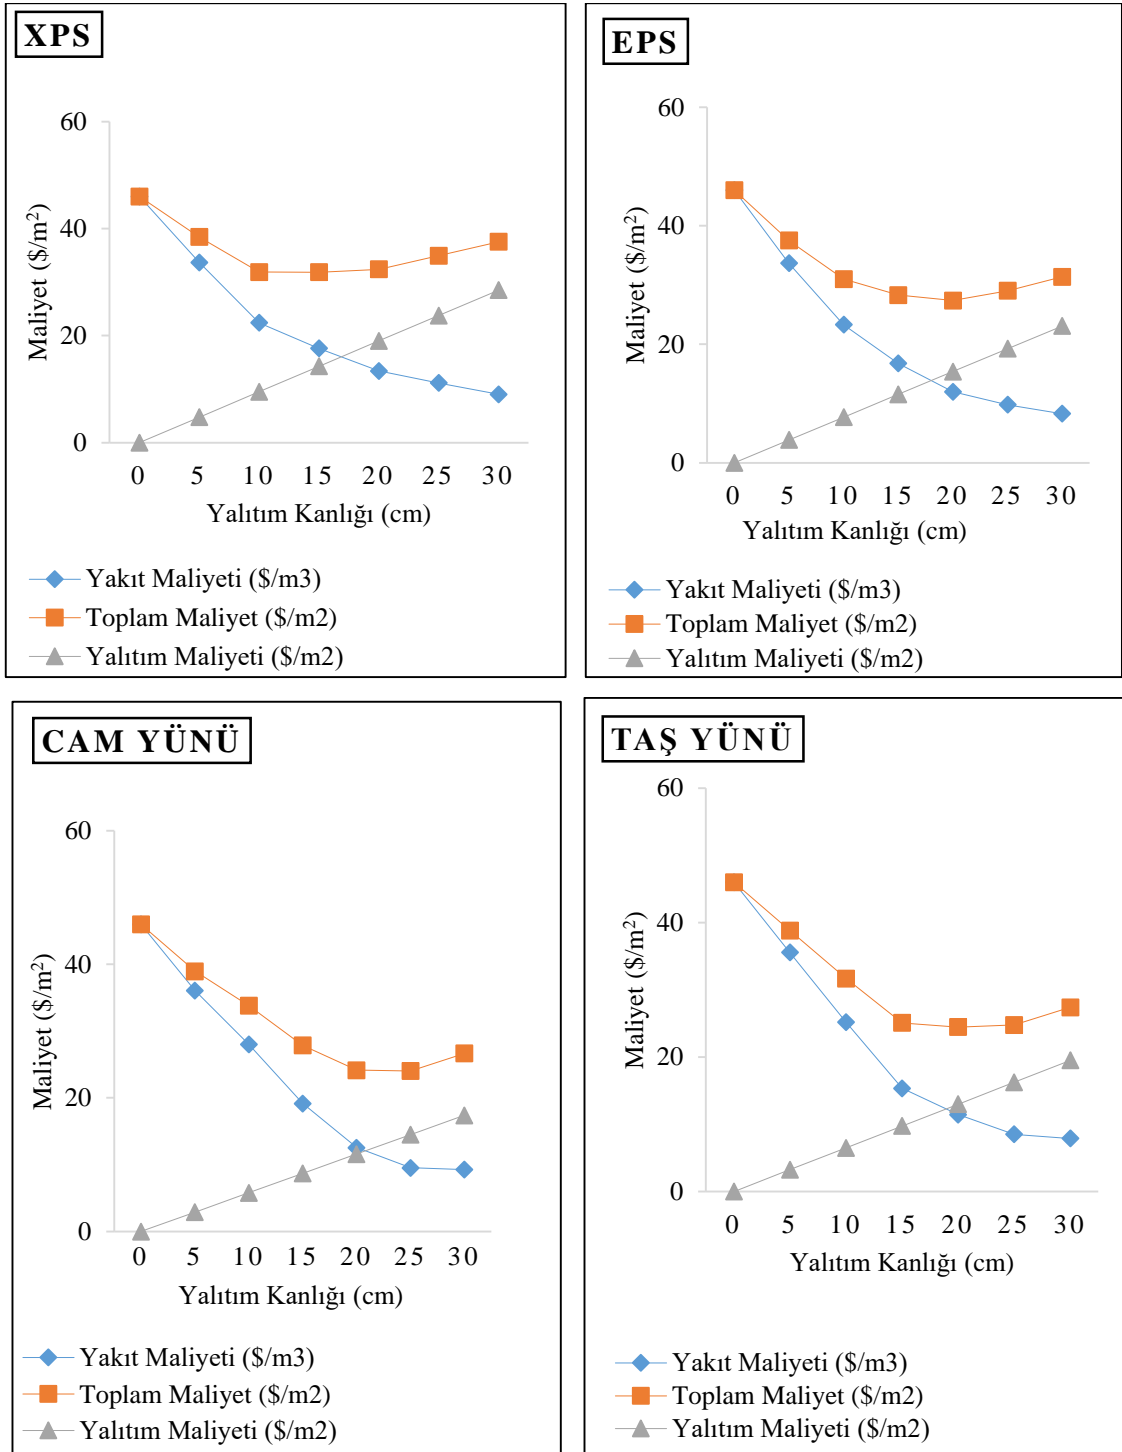 XPS
60
40
20
0
Maliyet ($/m2)
0 5 10 15 20 25 30
Yalıtım Kanlığı (cm)
Yakıt Maliyeti ($/m3)
Toplam Maliyet ($/m2)
Yalıtım Maliyeti ($/m2)
EPS
60
40
20
0
Maliyet ($/m2)
0 5 10 15 20 25 30
Yalıtım Kanlığı (cm)
Yakıt Maliyeti ($/m3)
Toplam Maliyet ($/m2)
Yalıtım Maliyeti ($/m2)
CAM YÜNÜ
60
40
20
0
Maliyet ($/m2)
0 5 10 15 20 25 30
Yalıtım Kanlığı (cm)
Yakıt Maliyeti ($/m3)
Toplam Maliyet ($/m2)
Yalıtım Maliyeti ($/m2)
TAŞ YÜNÜ
60
40
20
0
Maliyet ($/m2)
0 5 10 15 20 25 30
Yalıtım Kanlığı (cm)
Yakıt Maliyeti ($/m3)
Toplam Maliyet ($/m2)
Yalıtım Maliyeti ($/m2)